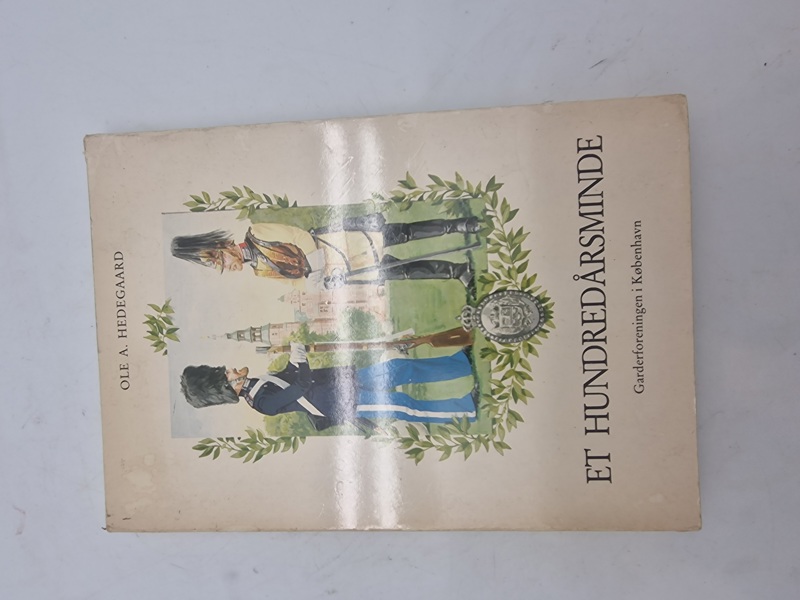 OLE A. HEDEGAARD
ET HUNDREDÅRSMINDE
Garderforeningen i København